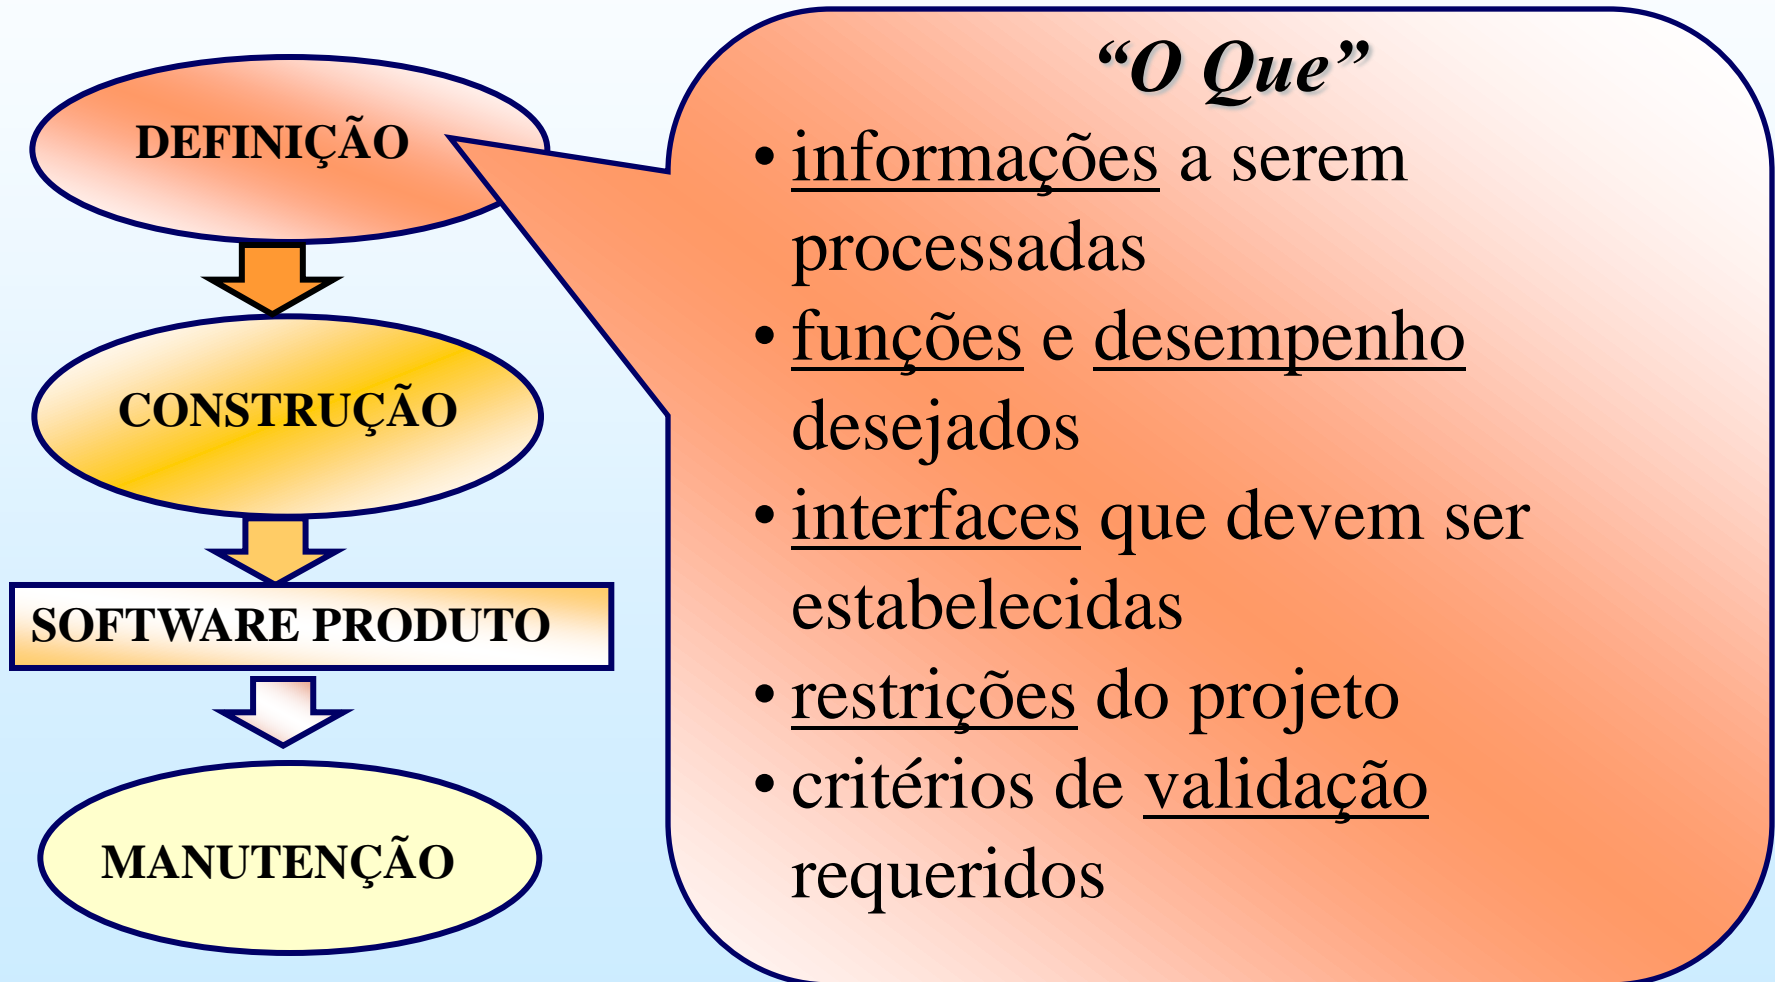 DEFINIÇÃO
CONSTRUÇÃO
SOFTWARE PRODUTO
MANUTENÇÃO
“O Que”
• informações a serem
processadas
• funções e desempenho
desejados
• interfaces que devem ser
estabelecidas
• restrições do projeto
• critérios de validação
requeridos